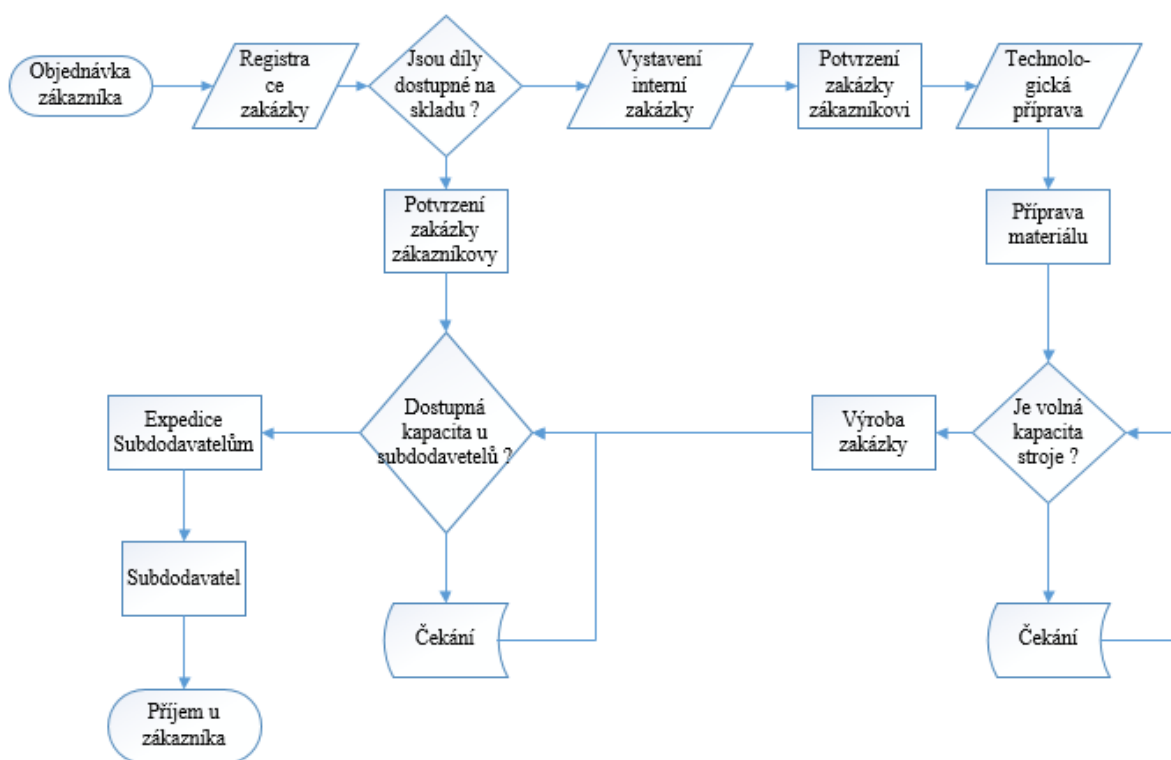 Objednávka
zákazníka
Registra
ce
zakázky
Jsou díly
dostupné na
skladu ?
Vystavení
interní
zakázky
Potvrzení
zakázky
zákazníkovi
Technolo-
gická
příprava
Potvrzení
zakázky
zákazníkovy
Příprava
materiálu
Expedice
Subdodavatelům
Dostupná
kapacita u
subdodavetelů ?
Výroba
zakázky
Je volná
kapacita
stroje ?
Subdodavatel
Čekání
Čekání
Příjem u
zákazníka